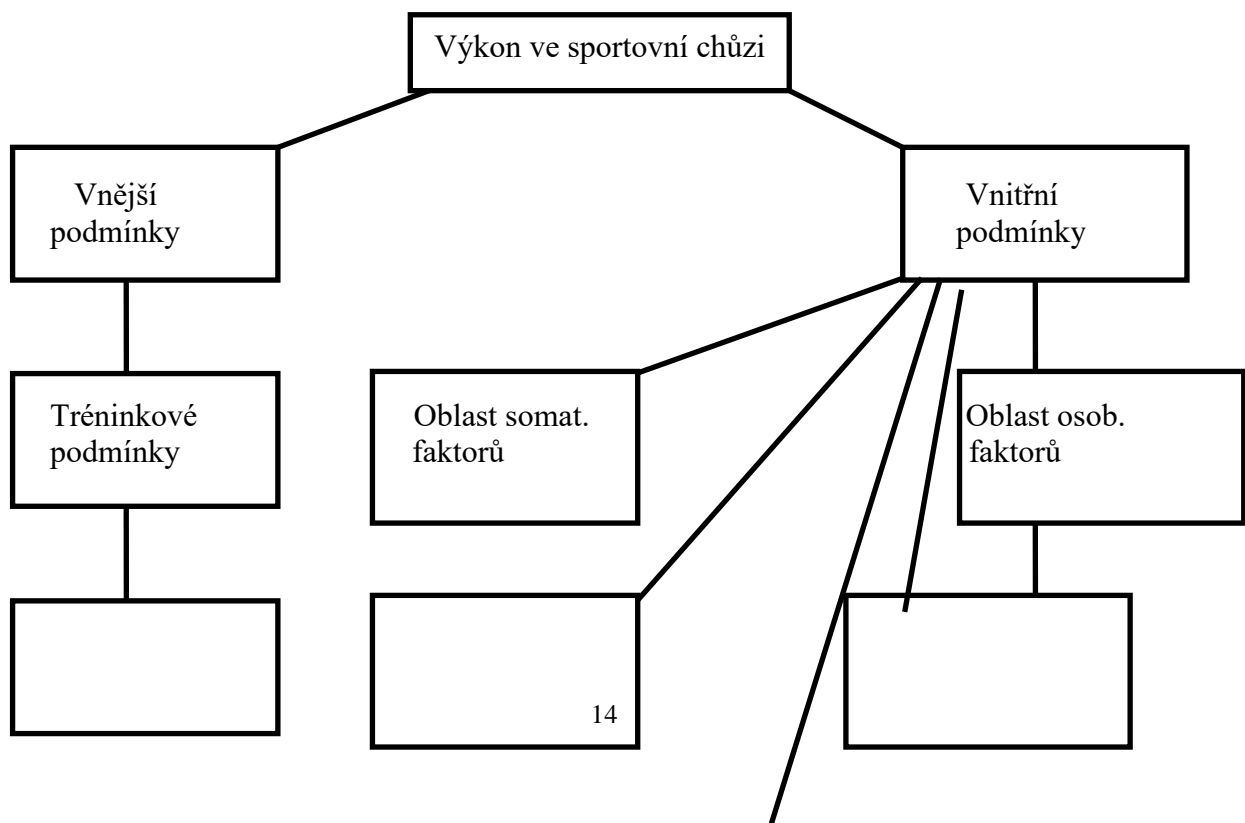 Výkon ve sportovní chůzi
Vnější
podmínky
Vnitřní
podmínky
Tréninkové
podmínky
Oblast somat.
faktorů
Oblast osob.
faktorů
14